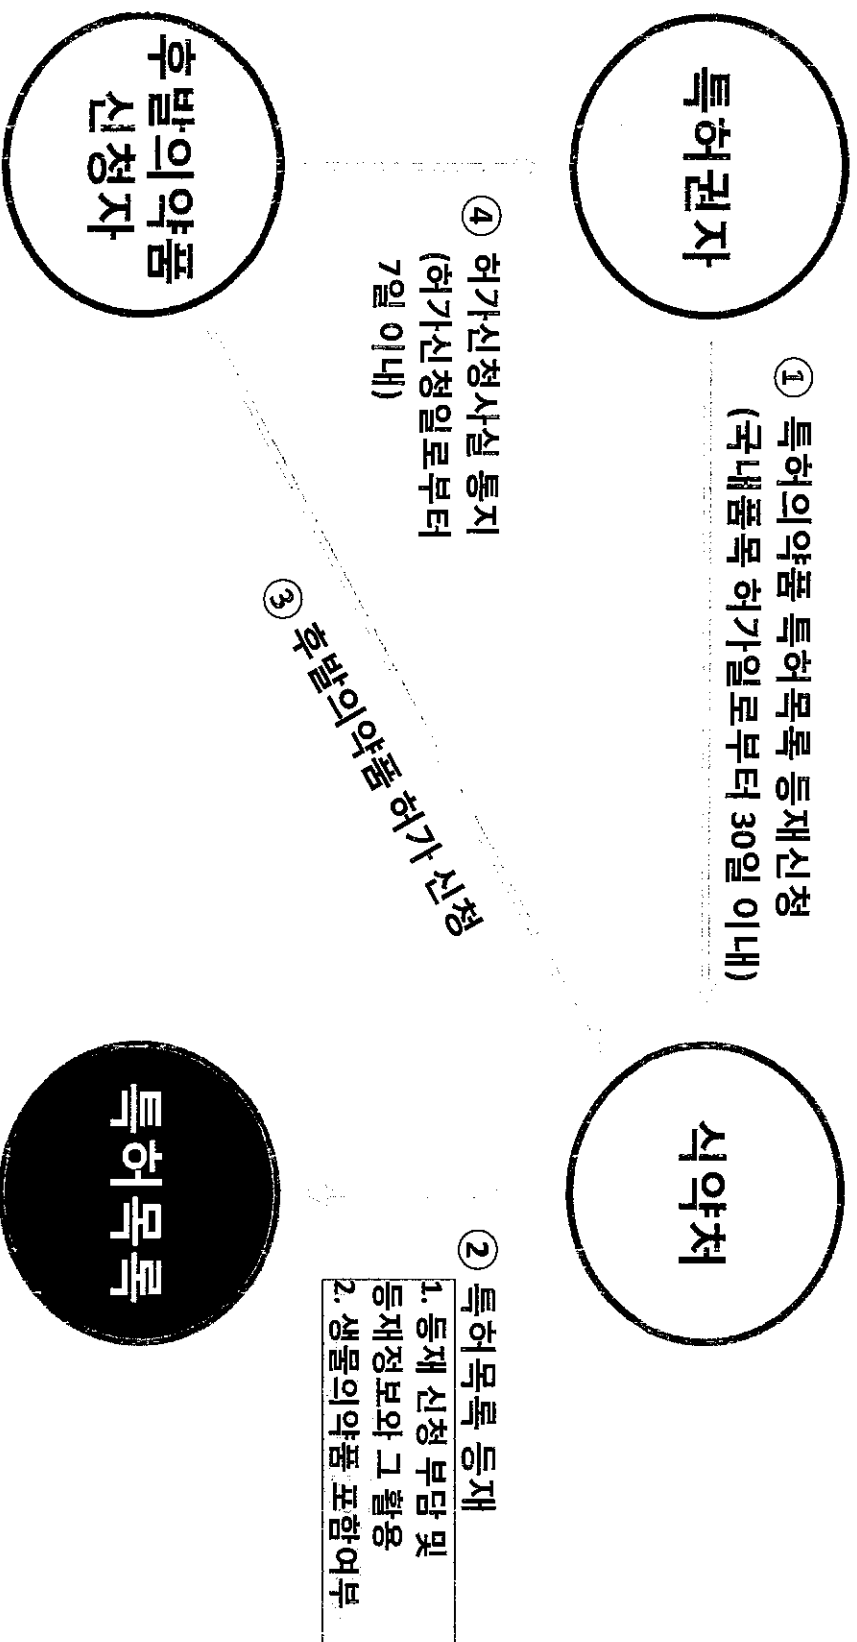 특허권자
① 특허의약품 특허목록 등재신청
(국내품목 허가일로부터 30일 이내)
식약처
④ 허가신청사실 통지
(허가신청일로부터
7일 이내)
③ 후발의약품 허가 신청
② 특허목록 등재
1. 등재 신청 부담 및
등재정보와 그 활용
2. 생물의약품 포함여부
후발의약품
신청자
특허목록